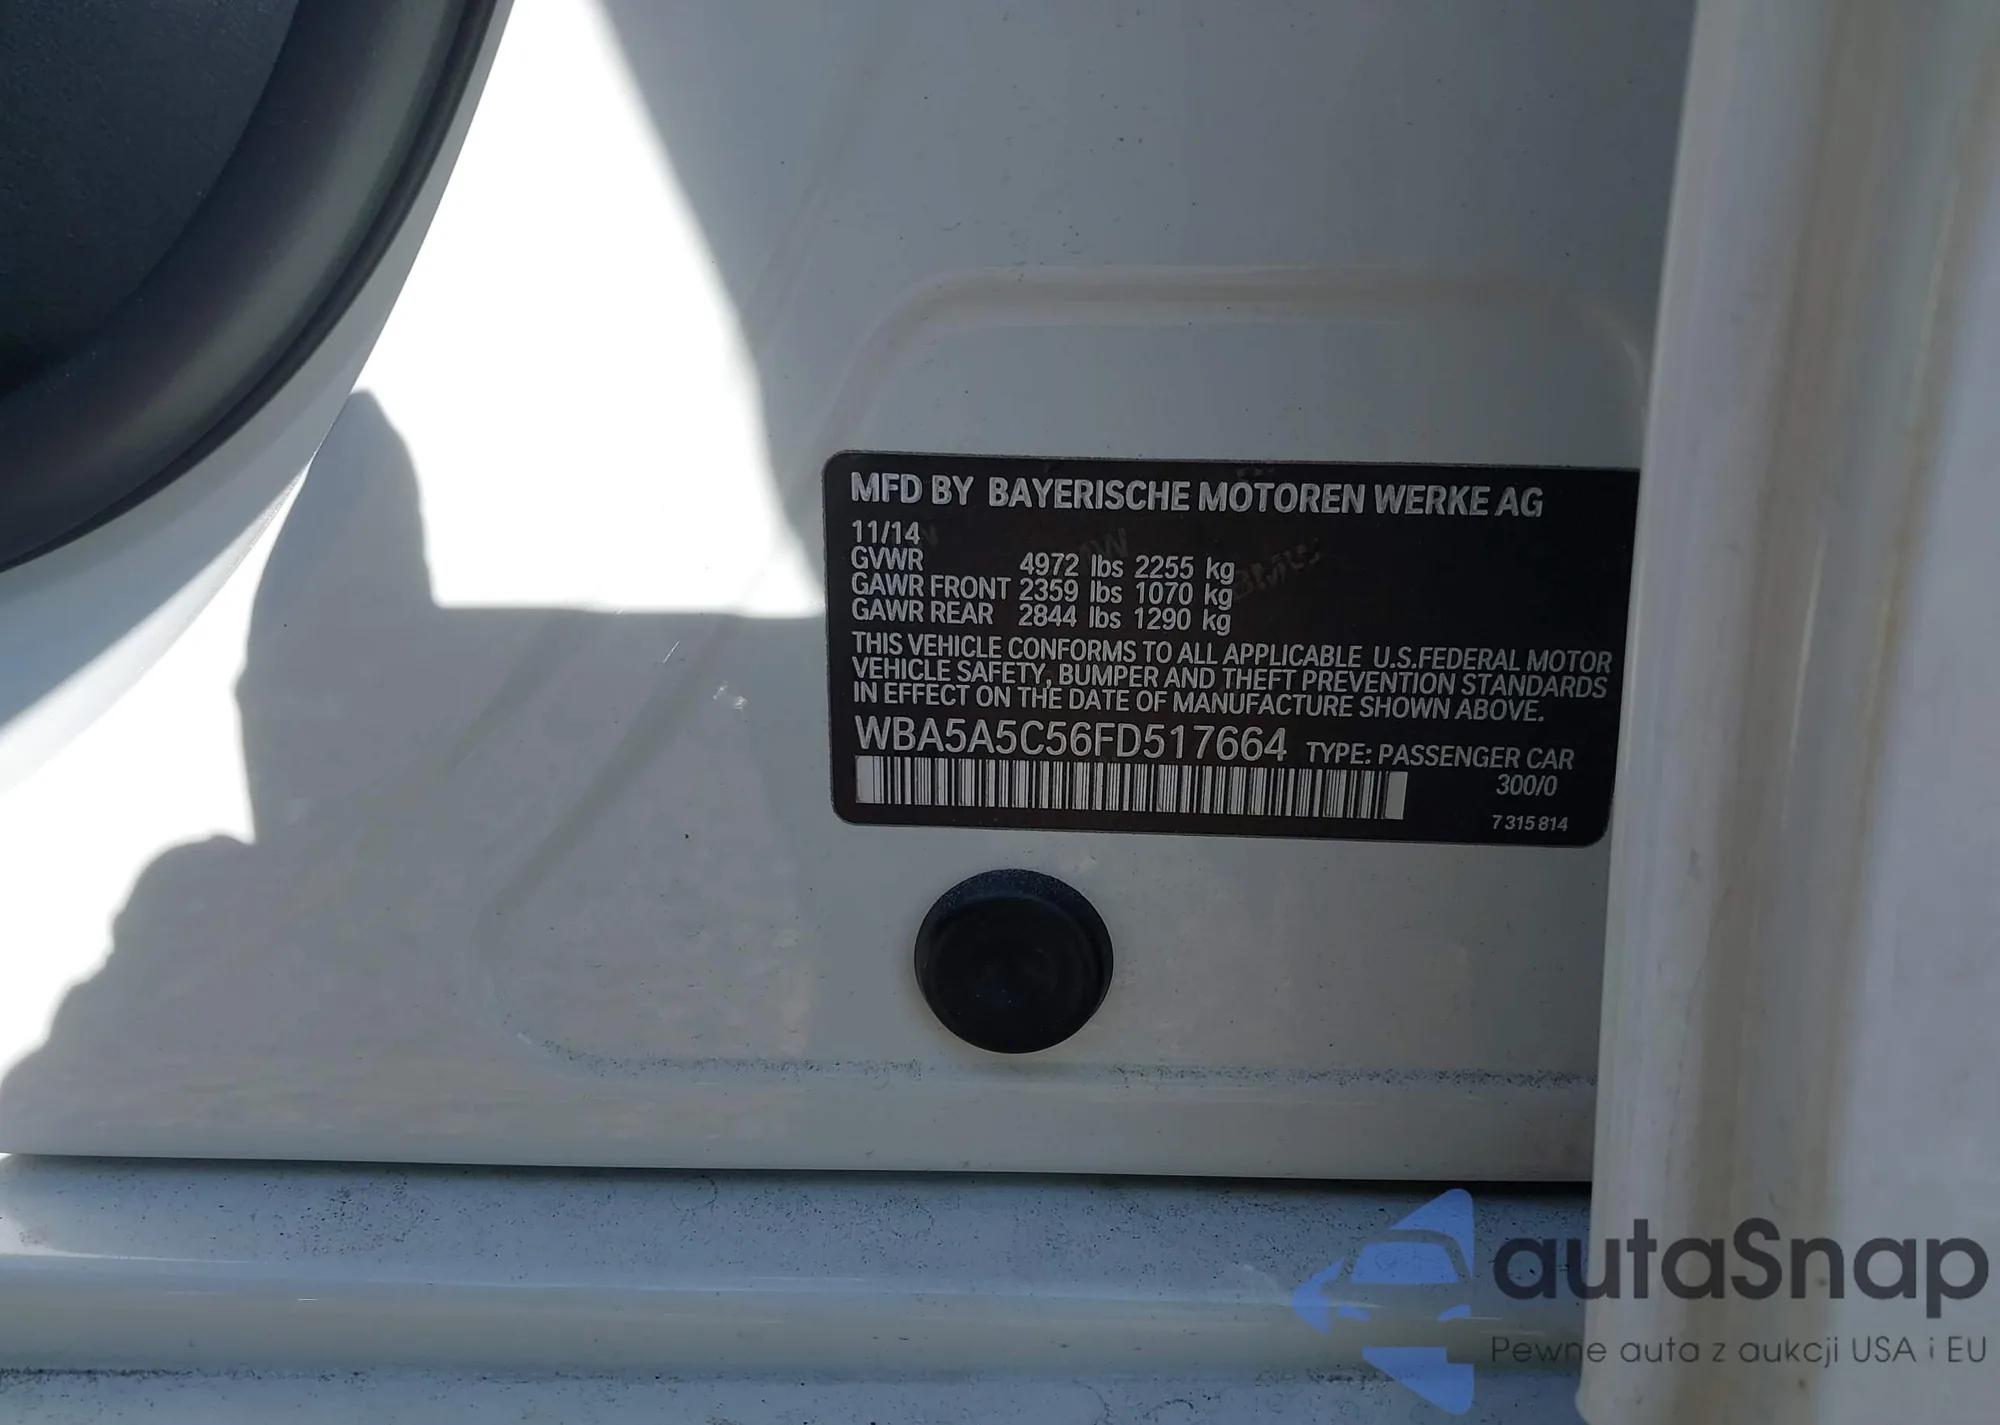 MFD BY BAYERISCHE MOTOREN WERKE AG
11/14
GVWR 4972 lbs 2255 kg
GAWR FRONT 2359 lbs 1070 kg
GAWR REAR 2844 lbs 1290 kg
THIS VEHICLE CONFORMS TO ALL APPLICABLE U.S.FEDERAL MOTOR
VEHICLE SAFETY, BUMPER AND THEFT PREVENTION STANDARDS
IN EFFECT ON THE DATE OF MANUFACTURE SHOWN ABOVE.
WBA5A5C56FD517664 TYPE: PASSENGER CAR
300/0
7 315 814
autaSnap
Pewne auta z aukcji USA i EU